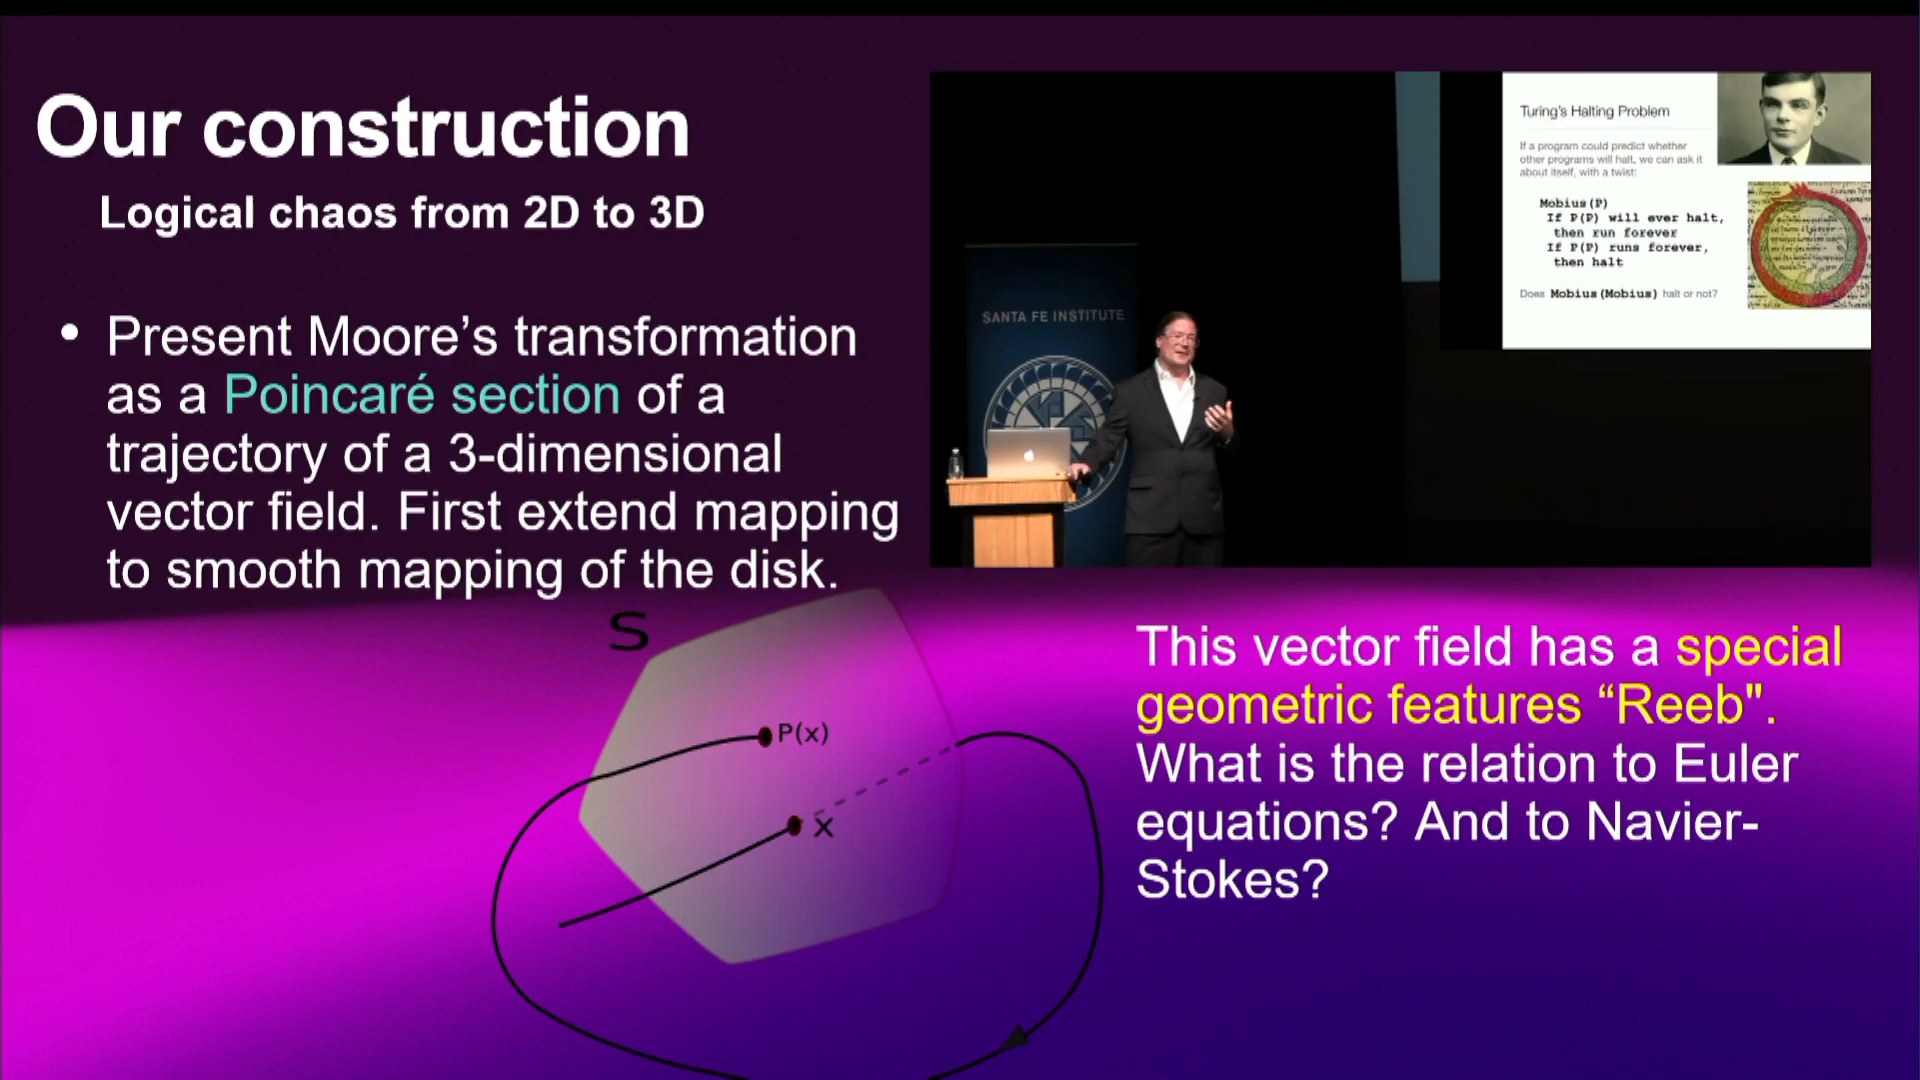 Our construction
Logical chaos from 2D to 3D
• Present Moore’s transformation
as a Poincaré section of a
trajectory of a 3-dimensional
vector field. First extend mapping
to smooth mapping of the disk.
SANTA FE INSTITUTE
Turing's Halting Problem
If a program could predict whether
other programs will halt, we can ask it
about itself, with a twist:
Mobius(P)
If P(P) will ever halt,
then run forever
If P(P) runs forever,
then halt
Does Mobius(Mobius) halt or not?
S
P(x)
x
This vector field has a special
geometric features “Reeb".
What is the relation to Euler
equations? And to Navier-
Stokes?